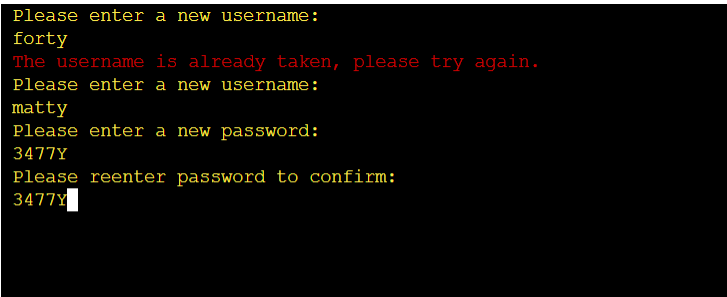 Please enter a new username:
forty
The username is already taken, please try again.
Please enter a new username:
matty
Please enter a new password:
3477Y
Please reenter password to confirm:
3477Y